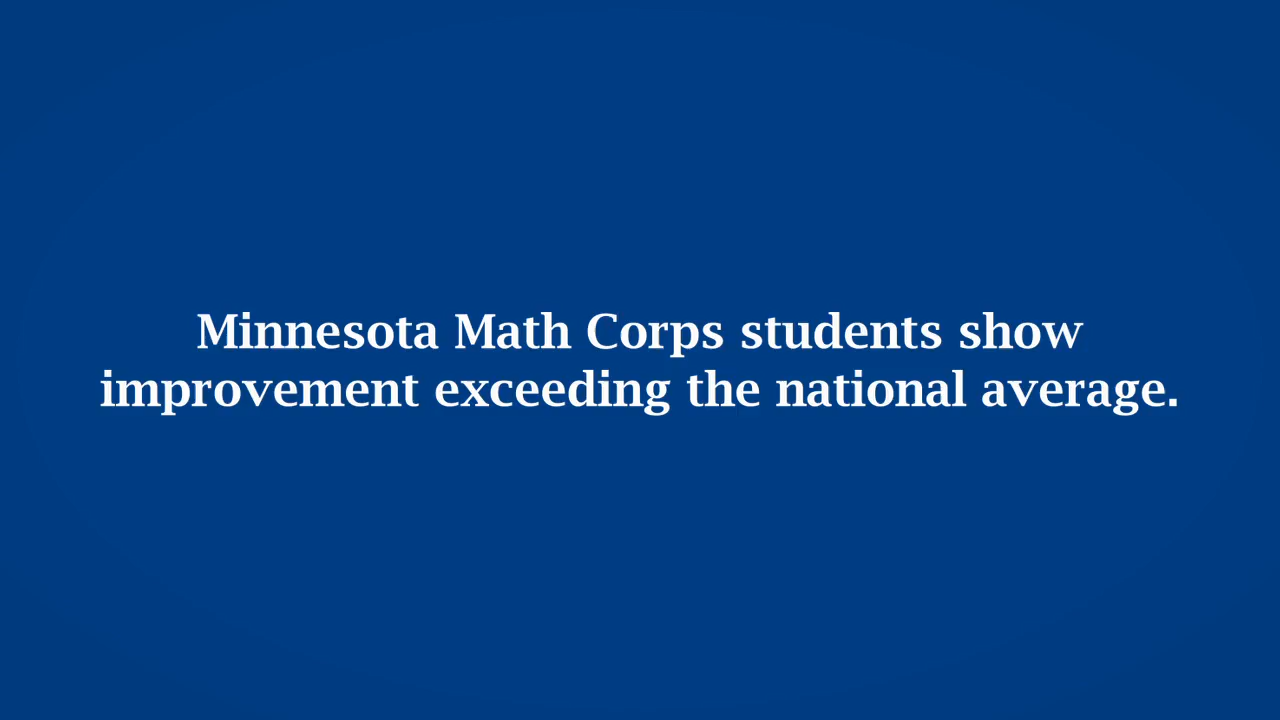 Minnesota Math Corps students show
improvement exceeding the national average.